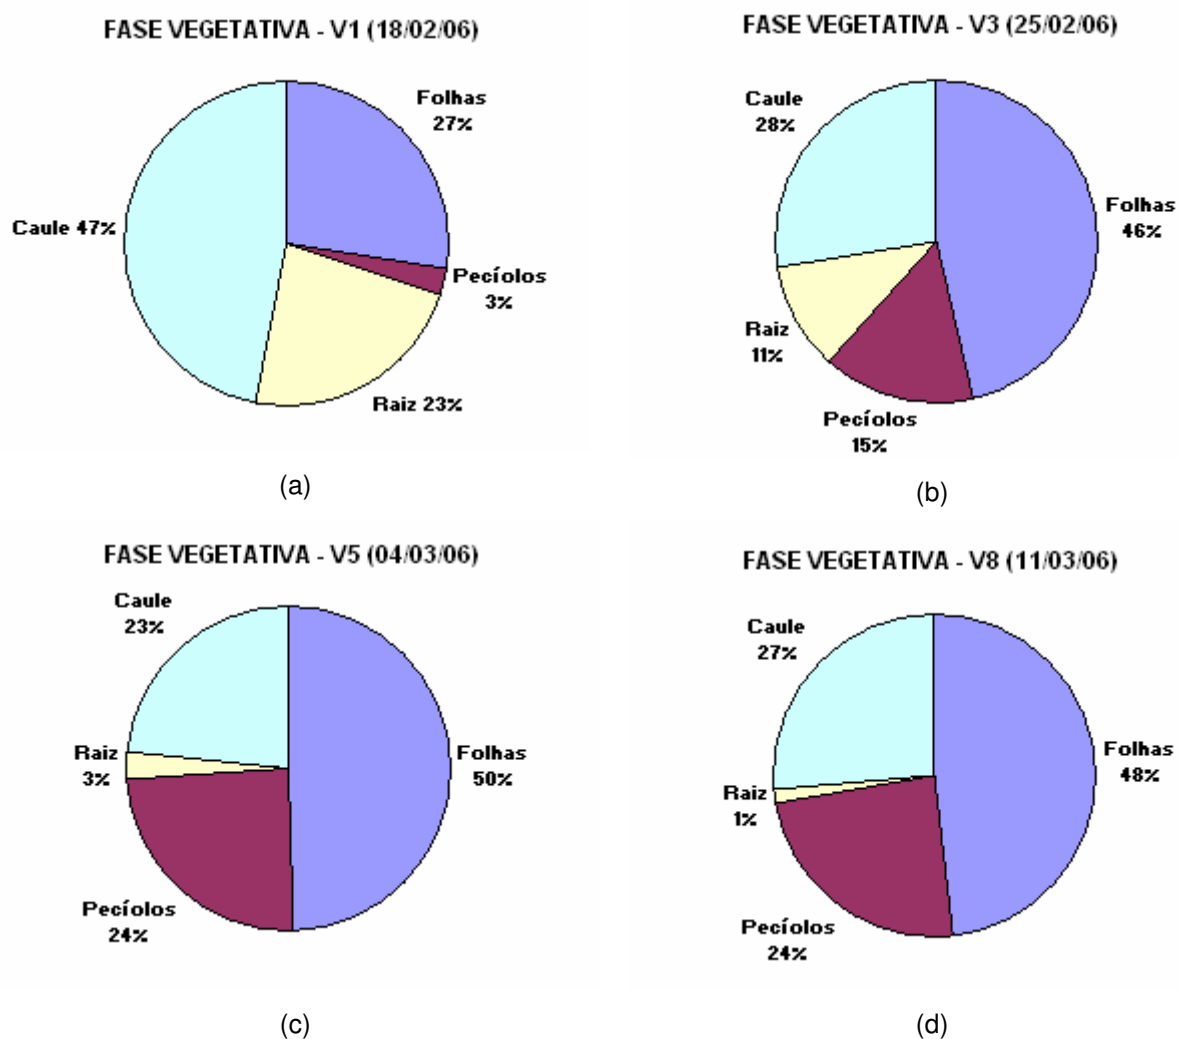 FASE VEGETATIVA - V1 (18/02/06)
Folhas
27%
Caule 47%
Pecíolos
3%
Raiz 23%
(a)
FASE VEGETATIVA - V3 (25/02/06)
Caule
28%
Folhas
46%
Raiz
11%
Pecíolos
15%
(b)
FASE VEGETATIVA - V5 (04/03/06)
Caule
23%
Raiz
3%
Folhas
50%
Pecíolos
24%
(c)
FASE VEGETATIVA - V8 (11/03/06)
Caule
27%
Folhas
48%
Raiz
1%
Pecíolos
24%
(d)